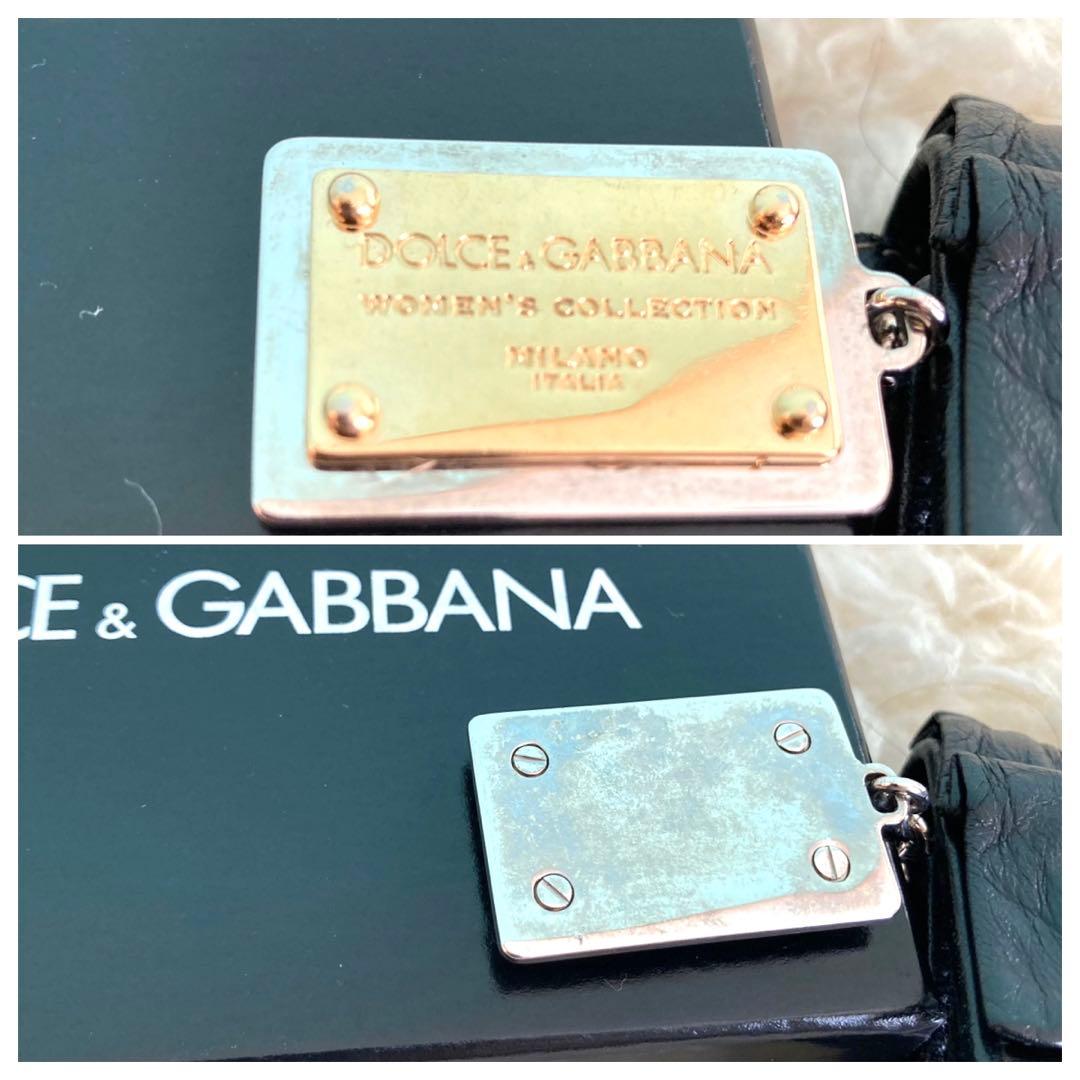 DOLCE & GABBANA
WOMEN'S COLLECTION
MILANO
ITALIA
CE & GABBANA